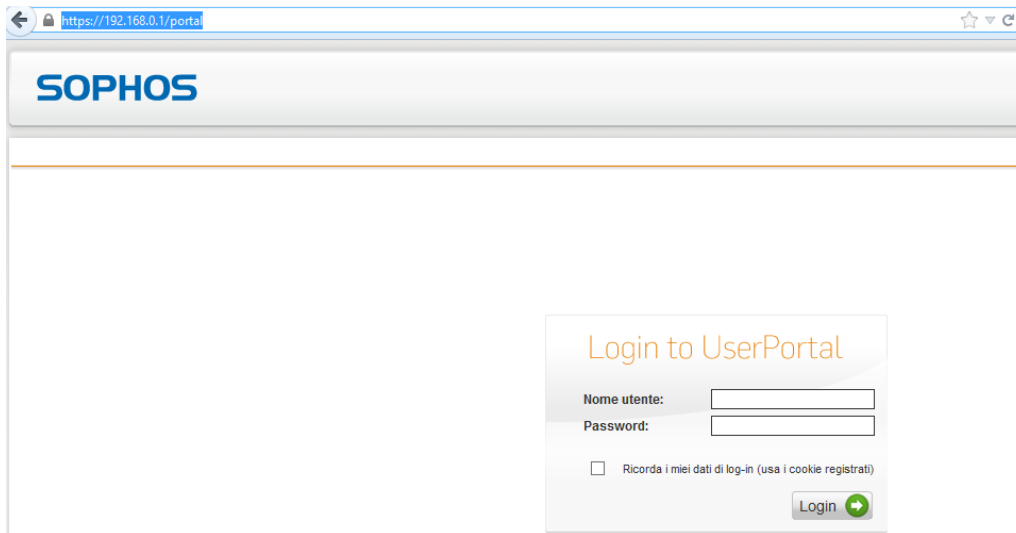 https://192.168.0.1/portal
SOPHOS
Login to UserPortal
Nome utente:
Password:
Ricorda i miei dati di log-in (usa i cookie registrati)
Login